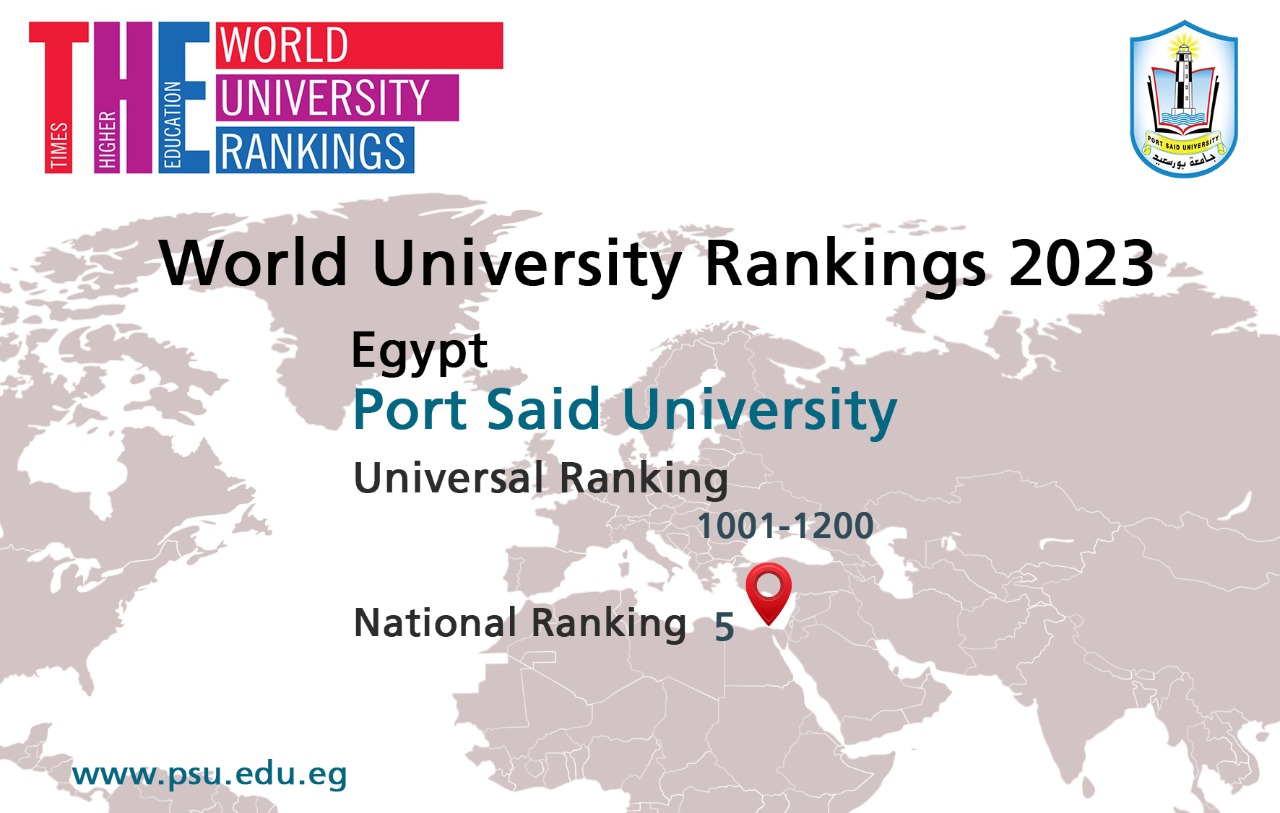 THE
TIMES
HIGHER
EDUCATION
WORLD
UNIVERSITY
RANKINGS
PORT SAID UNIVERSITY
جامعة بورسعيد
World University Rankings 2023
Egypt
Port Said University
Universal Ranking
1001-1200
National Ranking 5
www.psu.edu.eg